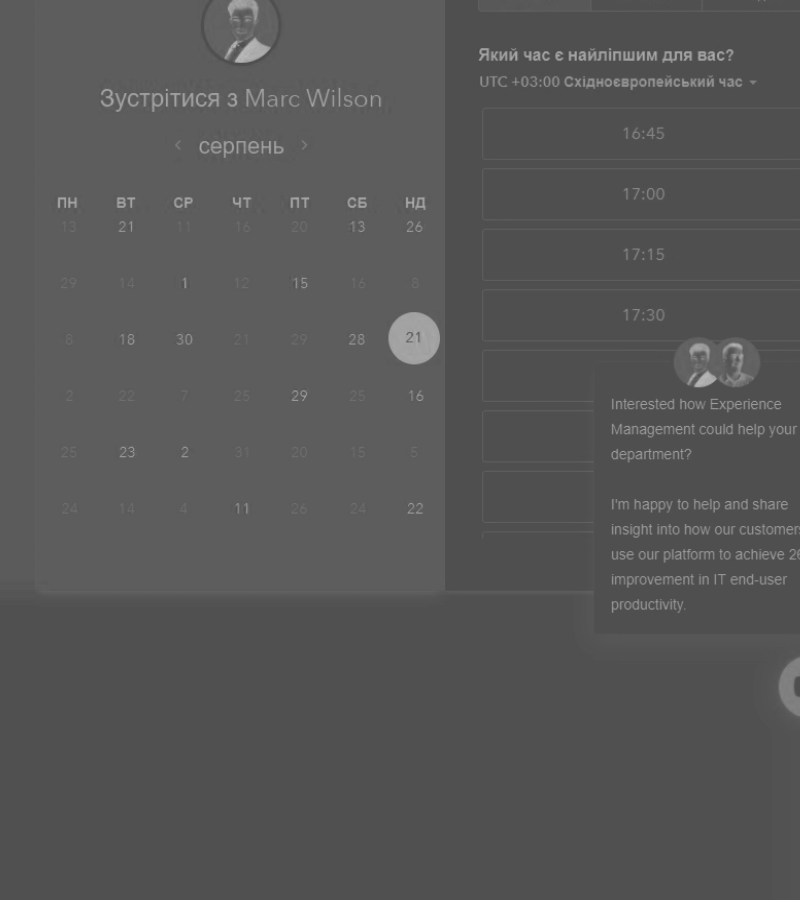 Зустрітися з Marc Wilson
серпень
ПН ВТ СР ЧТ ПТ СБ НД
13 21 11 16 20 13 26
29 14 1 12 15 16 8
8 18 30 21 29 28 21
2 22 7 25 29 25 16
25 23 2 31 20 15 5
24 14 4 11 26 24 22
Який час є найліпшим для вас?
UTC +03:00 Східноєвропейський час
16:45
17:00
17:15
17:30
Interested how Experience
Management could help your
department?
I'm happy to help and share
insight into how our customers
use our platform to achieve 26
improvement in IT end-user
productivity.